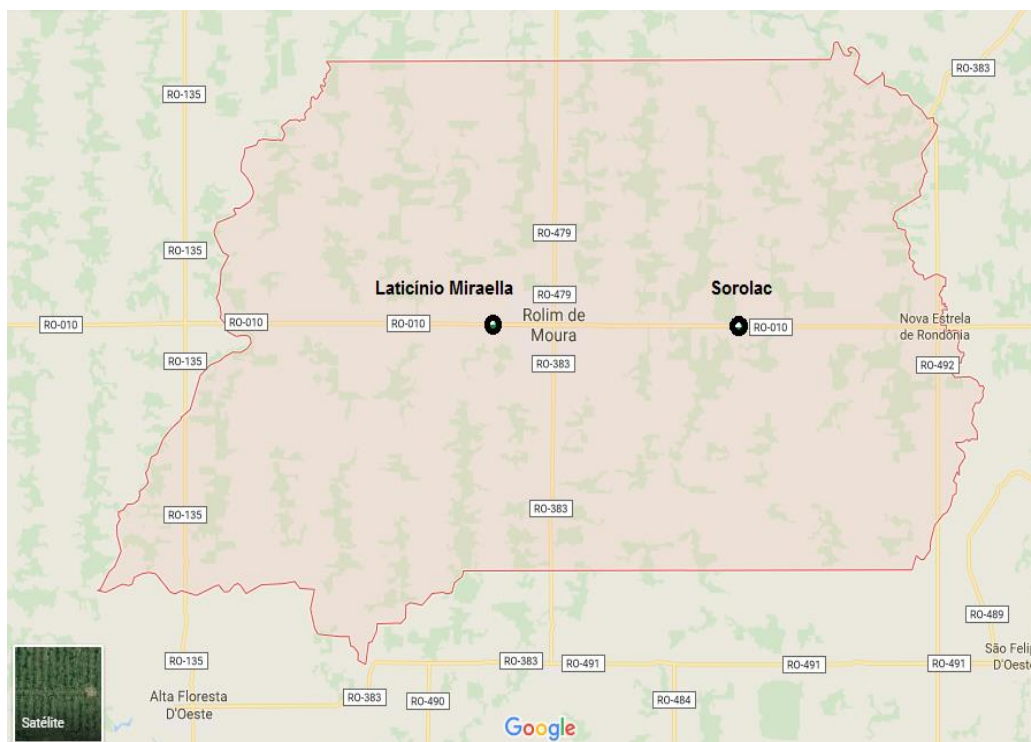 RO-383
RO-135
RO-479
RO-135
Laticínio Miraella
RO-479
Sorolac
RO-010
RO-010
RO-010
Rolim de
Moura
RO-010
Nova Estrela
de Rondônia
RO-135
RO-383
RO-492
RO-383
RO-135
RO-489
São Felip
D'Oeste
RO-135
RO-383
RO-491
RO-491
RO-491
Alta Floresta
D'Oeste
RO-383
RO-490
RO-484
Satélite
Google